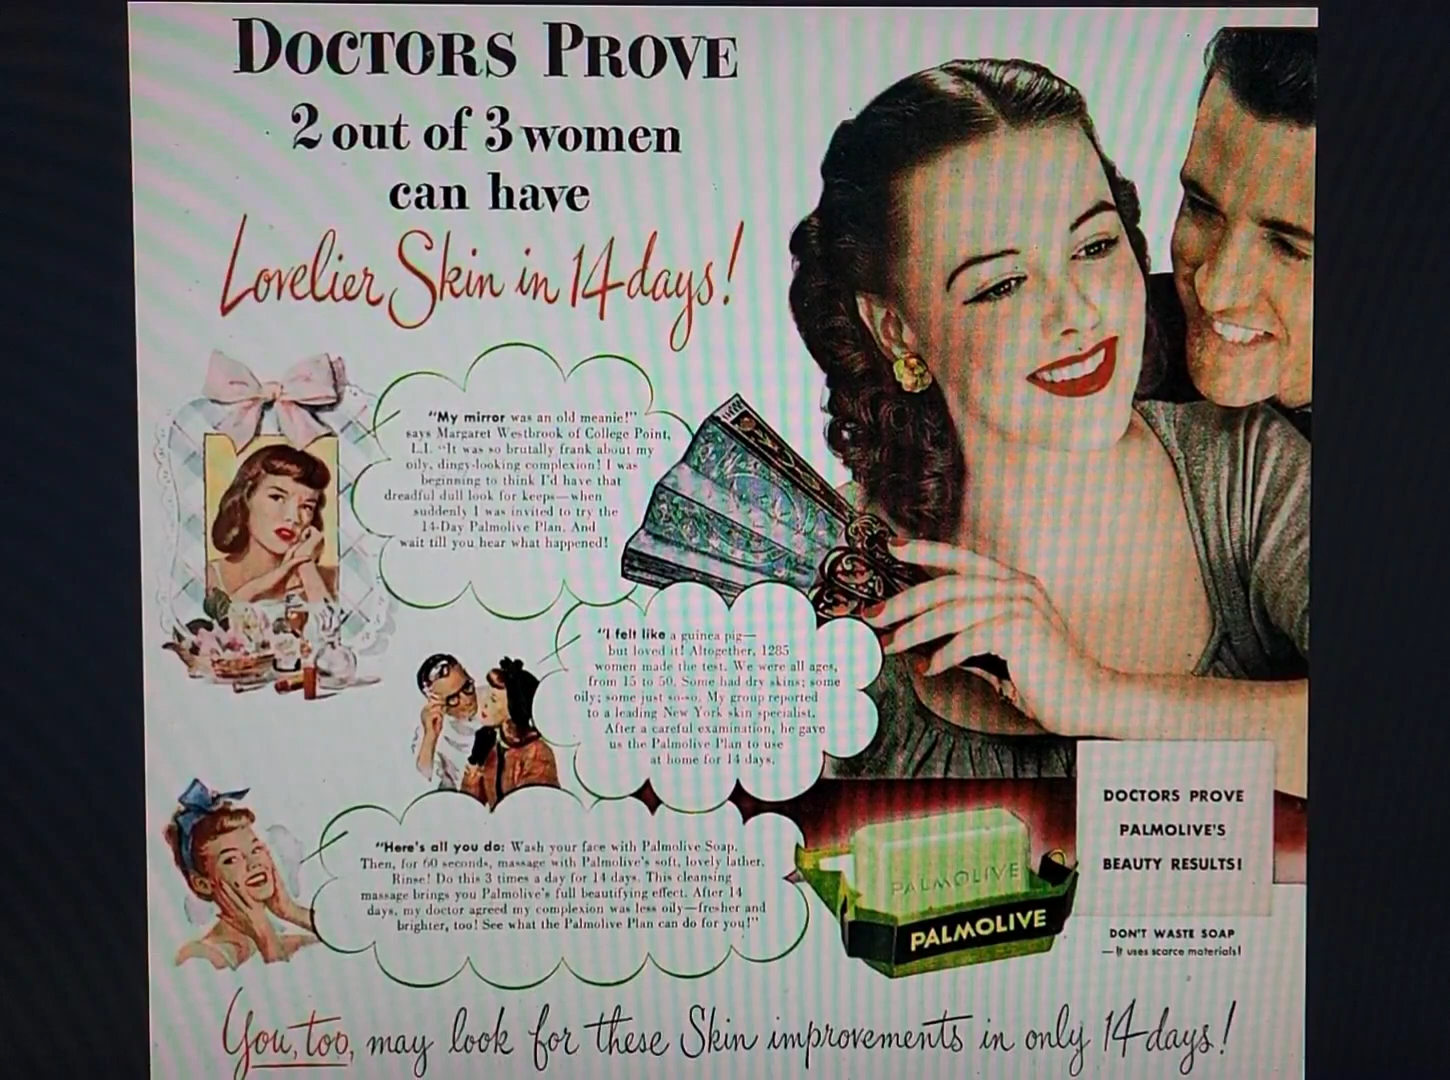 DOCTORS PROVE
2 out of 3 women
can have
Lovelier Skin in 14 days!
"My mirror was an old meanie!"
says Margaret Westbrook of College Point,
L.I. "It was so brutally frank about my
oily, dingy-looking complexion! I was
beginning to think I'd have that
dreadful dull look for keeps—when
suddenly I was invited to try the
14-Day Palmolive Plan. And
wait till you hear what happened!
"I felt like a guinea pig—
but loved it! Altogether, 1285
women made the test. We were all ages,
from 15 to 50. Some had dry skins; some
oily; some just so-so. My group reported
to a leading New York skin specialist.
After a careful examination, he gave
us the Palmolive Plan to use
at home for 14 days.
"Here's all you do: Wash your face with Palmolive Soap.
Then, for 60 seconds, massage with Palmolive's soft, lovely lather.
Rinse! Do this 3 times a day for 14 days. This cleansing
massage brings you Palmolive's full beautifying effect. After 14
days, my doctor agreed my complexion was less oily—fresher and
brighter, too! See what the Palmolive Plan can do for you!"
PALMOLIVE
PALMOLIVE
DOCTORS PROVE
PALMOLIVE'S
BEAUTY RESULTS!
DON'T WASTE SOAP
—It uses scarce materials!
You, too, may look for these Skin improvements in only 14 days!